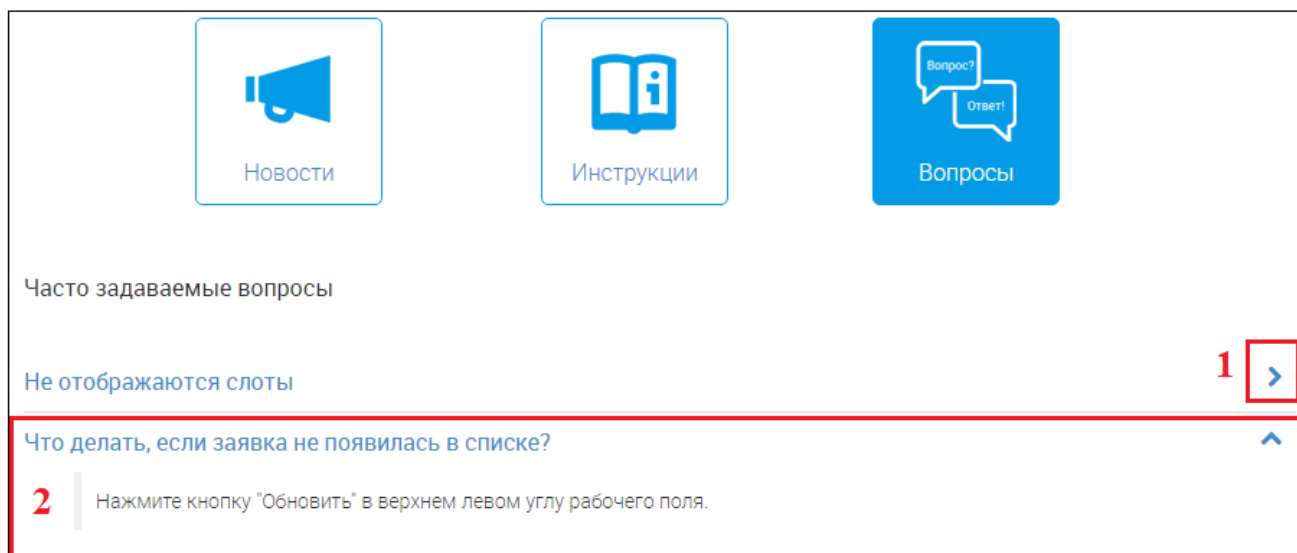 Вопрос?
Ответ!
Новости
Инструкции
Вопросы
Часто задаваемые вопросы
Не отображаются слоты
1
Что делать, если заявка не появилась в списке?
2
Нажмите кнопку "Обновить" в верхнем левом углу рабочего поля.